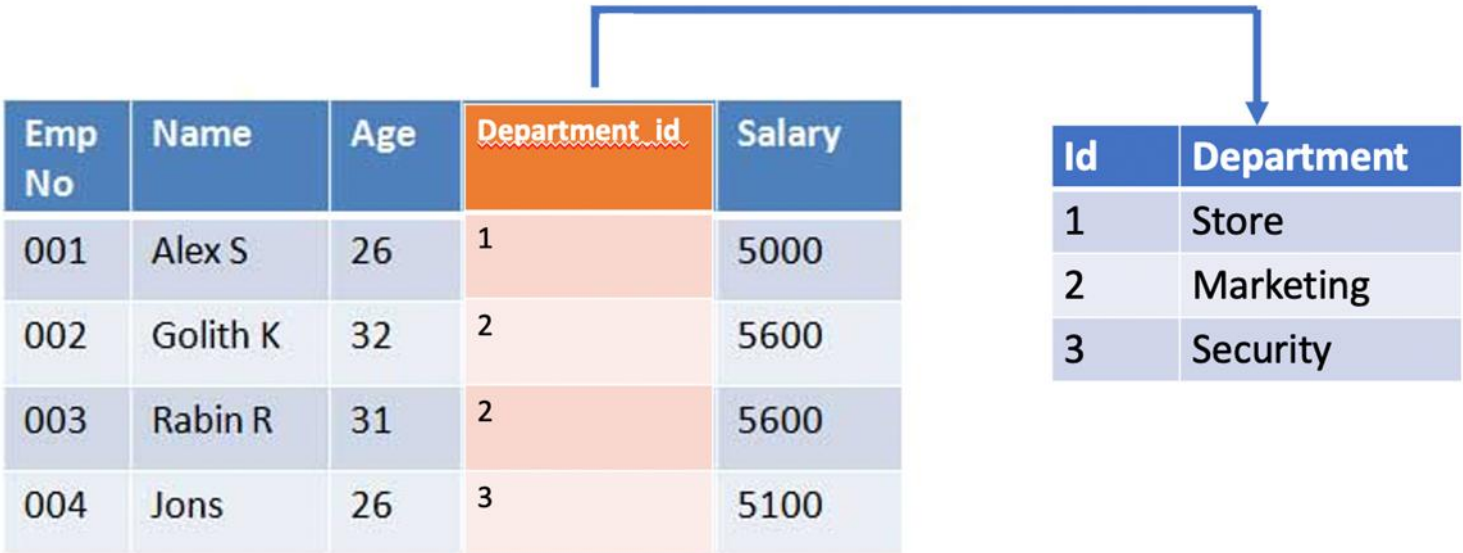 Emp No Name Age Department_id Salary
001 Alex S 26 1 5000
002 Golith K 32 2 5600
003 Rabin R 31 2 5600
004 Jons 26 3 5100
Id Department
1 Store
2 Marketing
3 Security